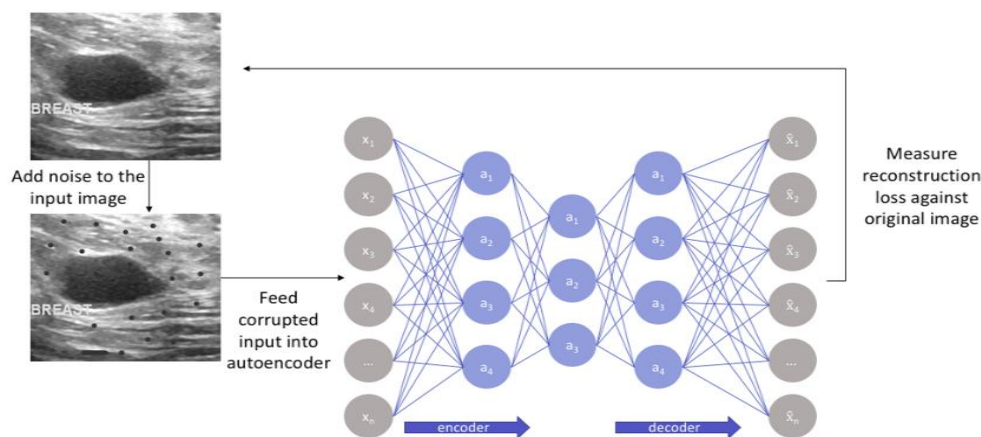 BREAST
Add noise to the
input image
BREAST
Feed
corrupted
input into
autoencoder
x1
x2
x3
x4
...
xn
a1
a2
a3
a4
a1
a2
a3
a1
a2
a3
a4
x̂1
x̂2
x̂3
x̂4
...
x̂n
encoder
decoder
Measure
reconstruction
loss against
original image